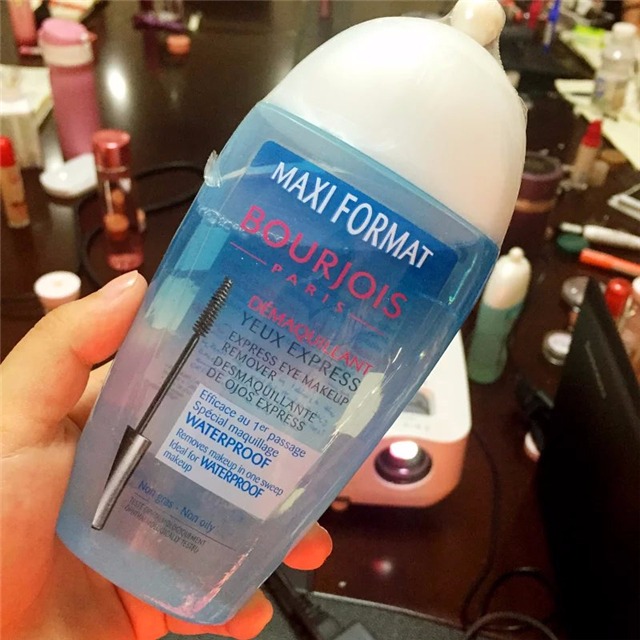 MAXI FORMAT
BOURJOIS
PARIS
DÉMAQUILLANT
YEUX EXPRESS
EXPRESS EYE MAKEUP
REMOVER
DESMAQUILLANTE
DE OJOS EXPRESS
Efficace au 1er passage
Spécial maquillage
WATERPROOF
Removes makeup in one sweep
Ideal for WATERPROOF
makeup
Non gras - Non oily